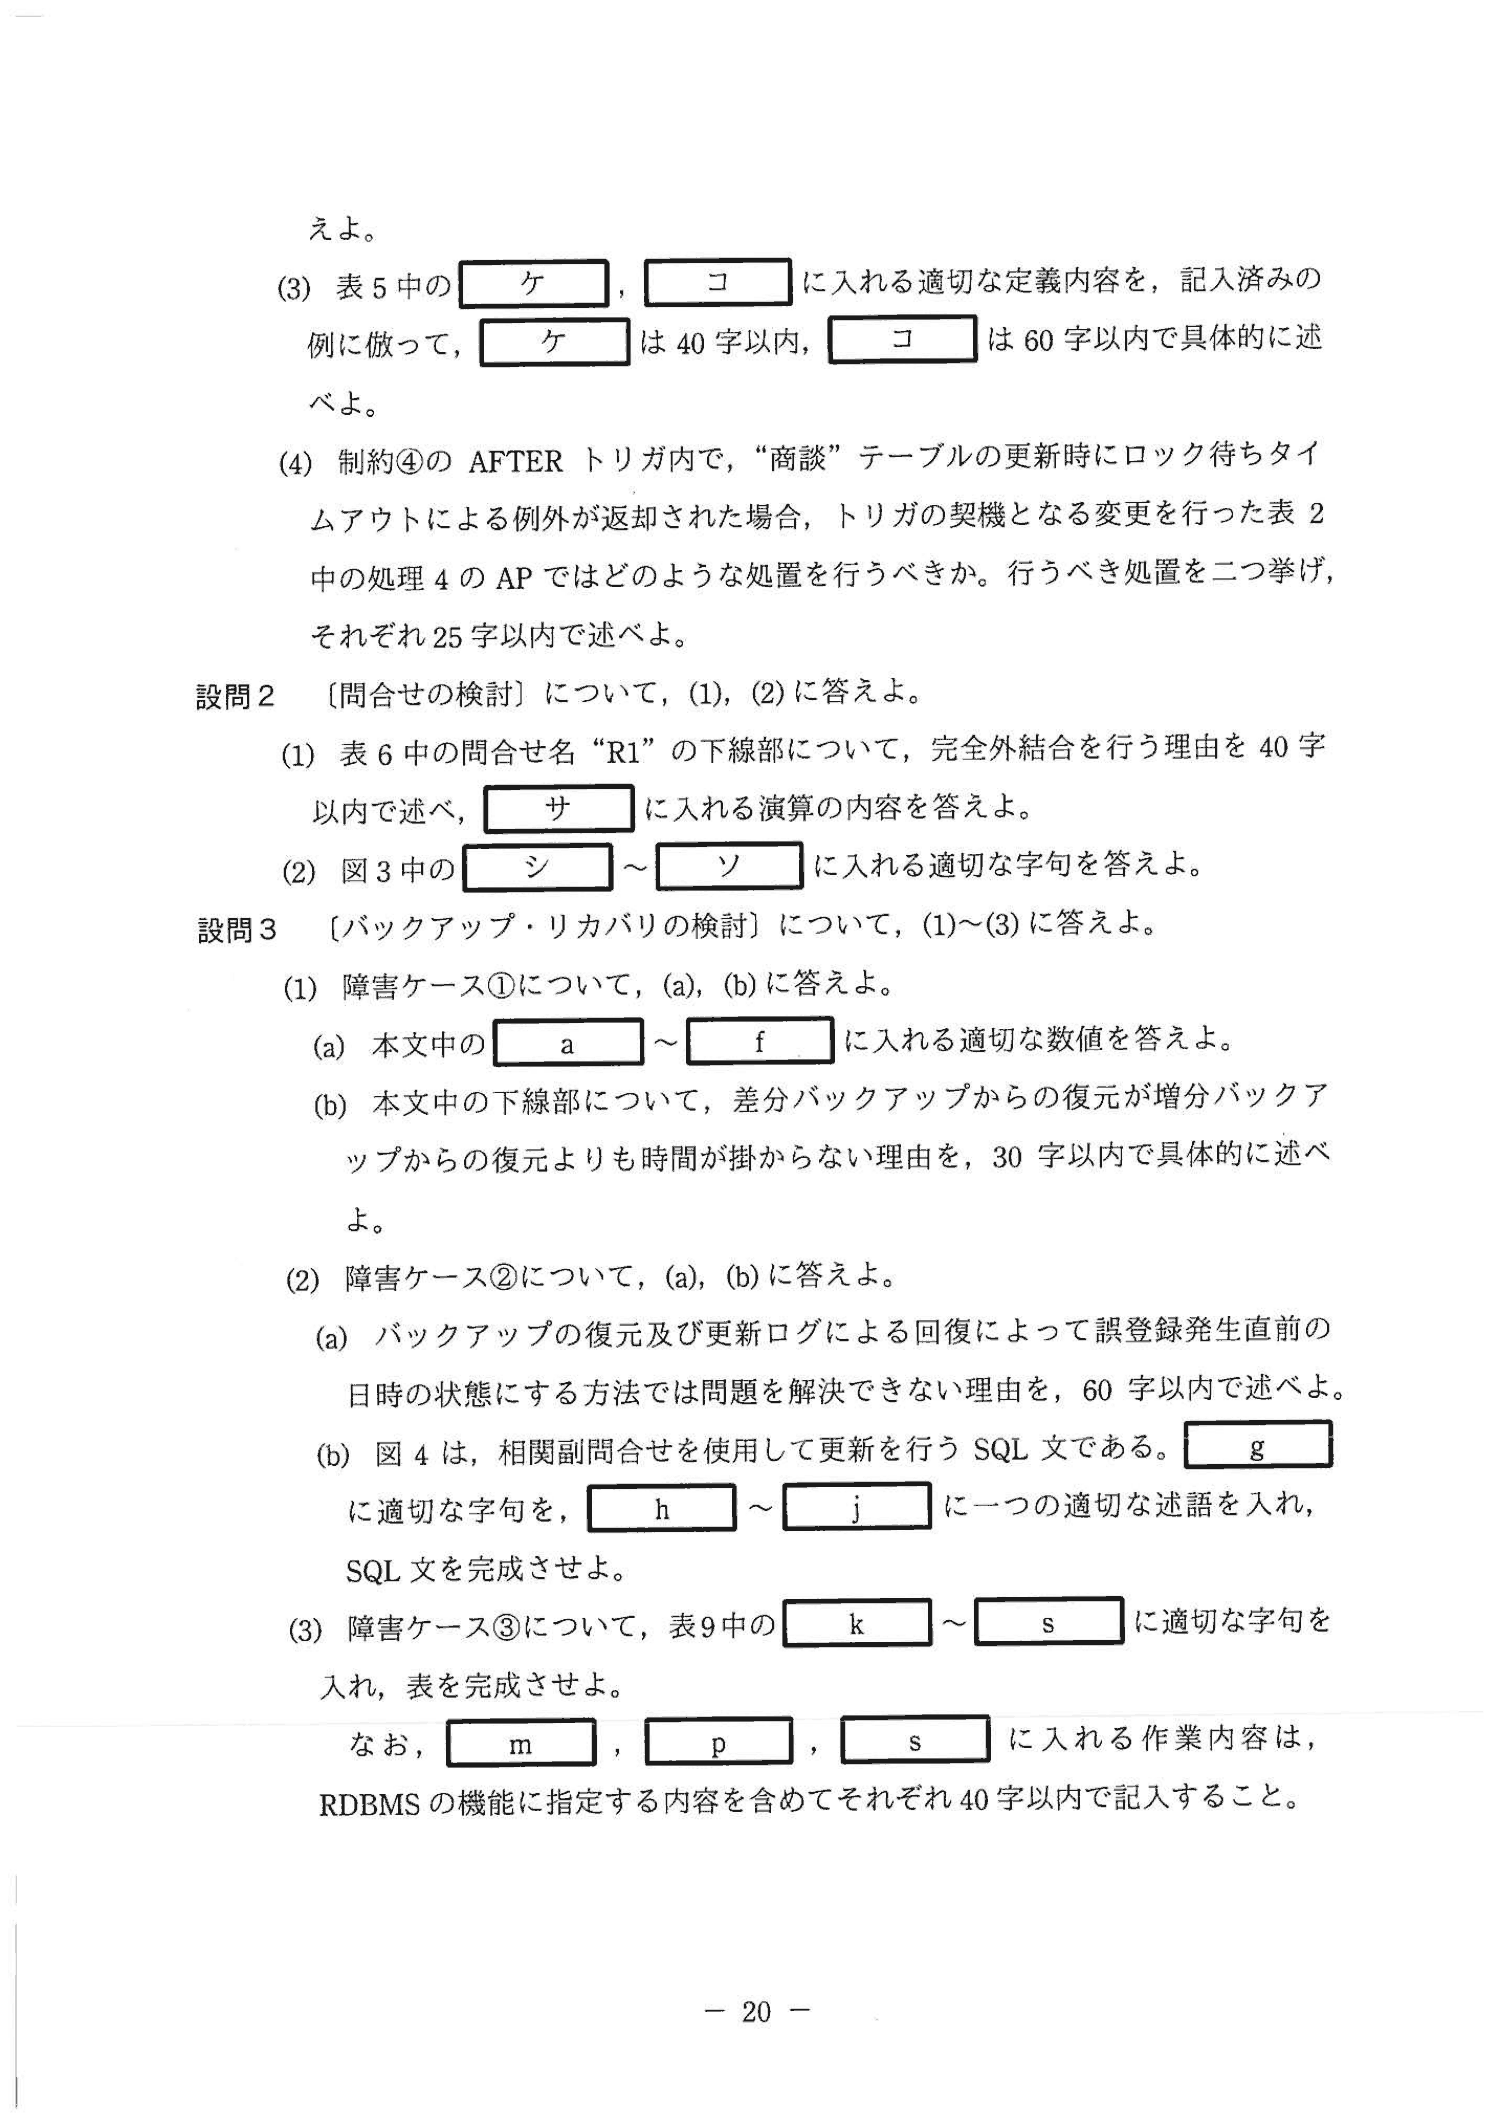 えよ。
(3) 表5中の ケ , コ に入れる適切な定義内容を，記入済みの
例に倣って， ケ は40字以内， コ は60字以内で具体的に述
べよ。
(4) 制約④の AFTER トリガ内で，“商談” テーブルの更新時にロック待ちタイ
ムアウトによる例外が返却された場合，トリガの契機となる変更を行った表 2
中の処理 4 の AP ではどのような処置を行うべきか。行うべき処置を二つ挙げ，
それぞれ25字以内で述べよ。
設問2 〔問合せの検討〕について，(1)，(2)に答えよ。
(1) 表 6 中の問合せ名 “R1” の下線部について，完全外結合を行う理由を 40 字
以内で述べ， サ に入れる演算の内容を答えよ。
(2) 図3中の シ ～ ソ に入れる適切な字句を答えよ。
設問3 〔バックアップ・リカバリの検討〕について，(1)～(3)に答えよ。
(1) 障害ケース①について，(a)，(b)に答えよ。
(a) 本文中の a ～ f に入れる適切な数値を答えよ。
(b) 本文中の下線部について，差分バックアップからの復元が増分バックア
ップからの復元よりも時間が掛からない理由を，30 字以内で具体的に述べ
よ。
(2) 障害ケース②について，(a)，(b)に答えよ。
(a) バックアップの復元及び更新ログによる回復によって誤登録発生直前の
日時の状態にする方法では問題を解決できない理由を，60 字以内で述べよ。
(b) 図 4 は，相関副問合せを使用して更新を行う SQL 文である。 g
に適切な字句を， h ～ j に一つの適切な述語を入れ，
SQL 文を完成させよ。
(3) 障害ケース③について，表9中の k ～ s に適切な字句を
入れ，表を完成させよ。
なお， m ， p ， s に入れる作業内容は，
RDBMS の機能に指定する内容を含めてそれぞれ 40 字以内で記入すること。
－ 20 －